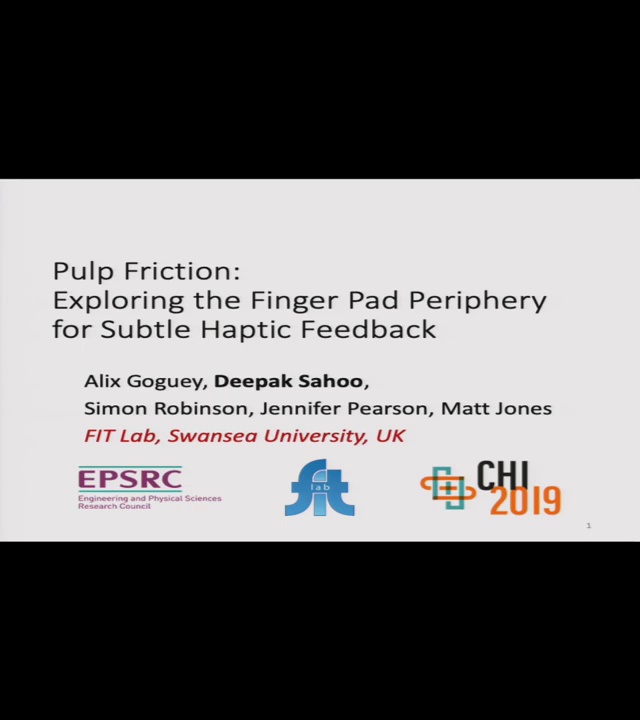 Pulp Friction:
Exploring the Finger Pad Periphery
for Subtle Haptic Feedback
Alix Goguey, Deepak Sahoo,
Simon Robinson, Jennifer Pearson, Matt Jones
FIT Lab, Swansea University, UK
EPSRC
Engineering and Physical Sciences
Research Council
fit
lab
CHI
2019
1